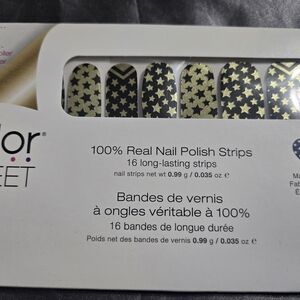 lor®
EET
100% Real Nail Polish Strips
16 long-lasting strips
nail strips net wt 0.99 g / 0.035 oz ℮
Bandes de vernis
à ongles véritable à 100%
16 bandes de longue durée
Poids net des bandes de vernis 0.99 g / 0.035 oz ℮